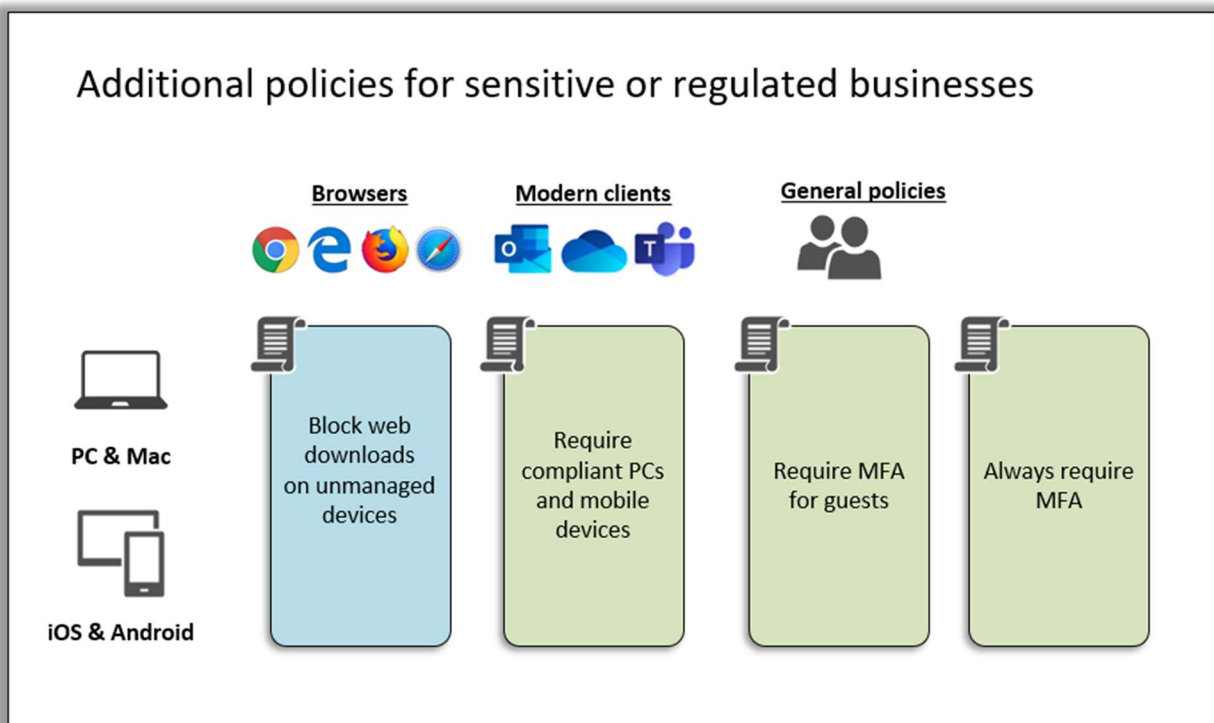 Additional policies for sensitive or regulated businesses
Browsers
Modern clients
General policies
O
T
PC & Mac
iOS & Android
Block web
downloads
on unmanaged
devices
Require
compliant PCs
and mobile
devices
Require MFA
for guests
Always require
MFA